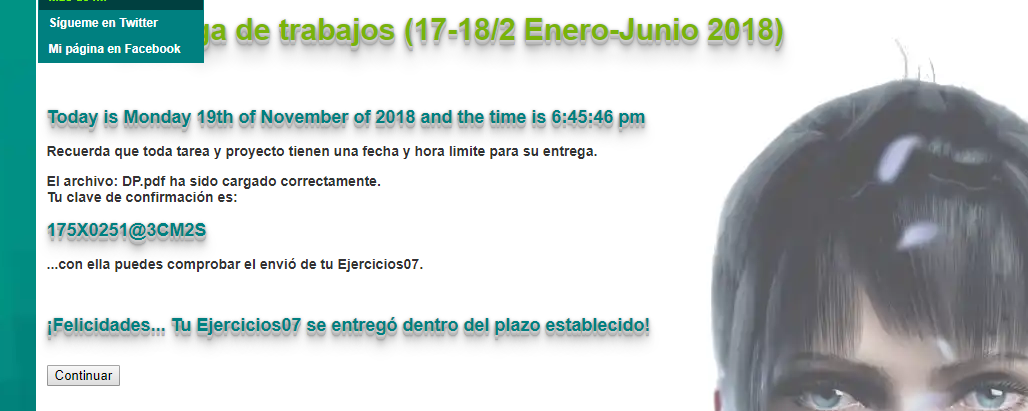 Sígueme en Twitter
Mi página en Facebook
ga de trabajos (17-18/2 Enero-Junio 2018)
Today is Monday 19th of November of 2018 and the time is 6:45:46 pm
Recuerda que toda tarea y proyecto tienen una fecha y hora limite para su entrega.
El archivo: DP.pdf ha sido cargado correctamente.
Tu clave de confirmación es:
175X0251@3CM2S
...con ella puedes comprobar el envió de tu Ejercicios07.
¡Felicidades... Tu Ejercicios07 se entregó dentro del plazo establecido!
Continuar